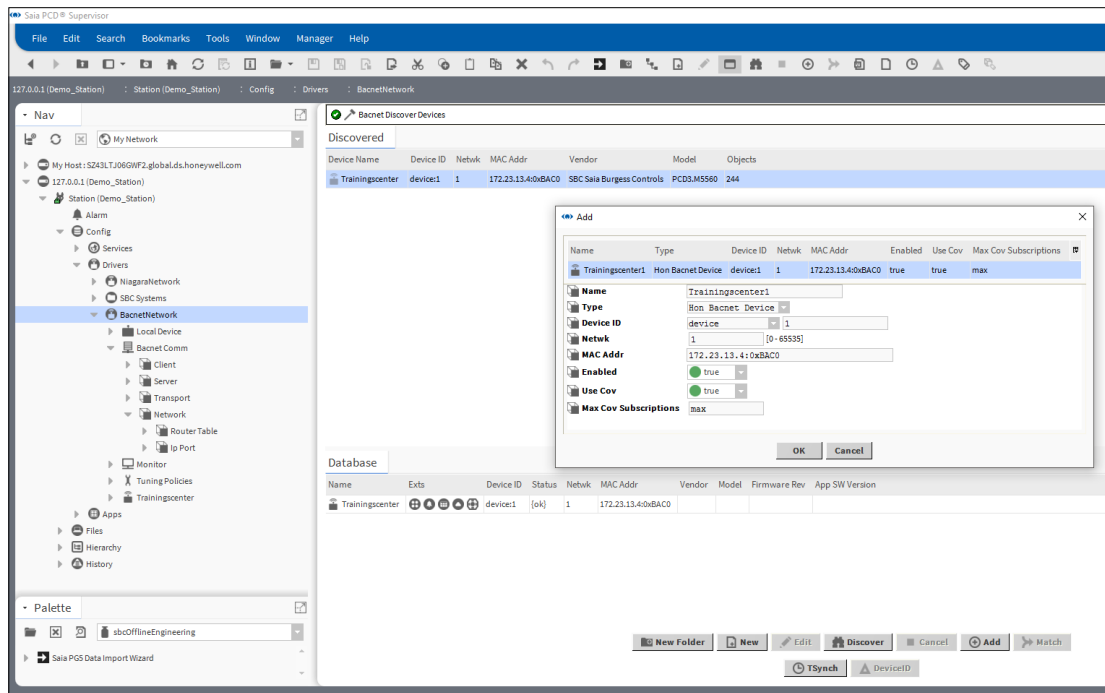 Saia PCD® Supervisor
File Edit Search Bookmarks Tools Window Manager Help
127.0.0.1 (Demo_Station) : Station (Demo_Station) : Config : Drivers : BacnetNetwork
Nav
My Network
My Host : SZ43LTJ06GWF2.global.ds.honeywell.com
127.0.0.1 (Demo_Station)
Station (Demo_Station)
Alarm
Config
Services
Drivers
NiagaraNetwork
SBC Systems
BacnetNetwork
Local Device
Bacnet Comm
Client
Server
Transport
Network
Router Table
Ip Port
Monitor
Tuning Policies
Trainingscenter
Apps
Files
Hierarchy
History
Palette
sbcOfflineEngineering
Saia PG5 Data Import Wizard
Bacnet Discover Devices
Discovered
Device Name Device ID Netwk MAC Addr Vendor Model Objects
Trainingscenter device:1 1 172.23.13.4:0xBAC0 SBC Saia Burgess Controls PCD3.M5560 244
Add
Name Type Device ID Netwk MAC Addr Enabled Use Cov Max Cov Subscriptions
Trainingscenter1 Hon Bacnet Device device:1 1 172.23.13.4:0xBAC0 true true max
Name Trainingscenter1
Type Hon Bacnet Device
Device ID device 1
Netwk 1 [0 - 65535]
MAC Addr 172.23.13.4:0xBAC0
Enabled true
Use Cov true
Max Cov Subscriptions max
OK Cancel
Database
Name Exts Device ID Status Netwk MAC Addr Vendor Model Firmware Rev App SW Version
Trainingscenter device:1 {ok} 1 172.23.13.4:0xBAC0
New Folder New Edit Discover Cancel Add Match
TSynch DeviceID